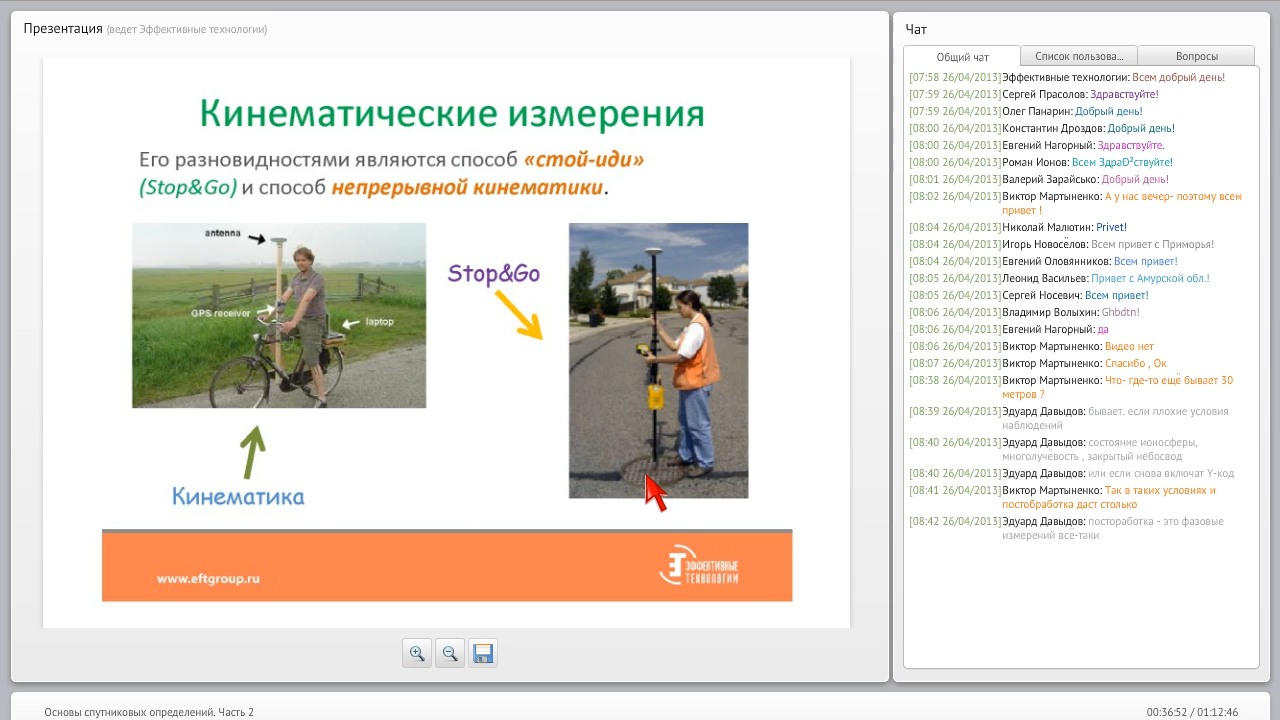 Презентация (ведет Эффективные технологии)
Кинематические измерения
Его разновидностями являются способ «стой-иди»
(Stop&Go) и способ непрерывной кинематики.
antenna
GPS receiver
laptop
Stop&Go
Кинематика
www.eftgroup.ru
ЭФФЕКТИВНЫЕ
ТЕХНОЛОГИИ
Чат
Общий чат
Список пользова...
Вопросы
[07:58 26/04/2013]Эффективные технологии: Всем добрый день!
[07:59 26/04/2013]Сергей Прасолов: Здравствуйте!
[07:59 26/04/2013]Олег Панарин: Добрый день!
[08:00 26/04/2013]Константин Дроздов: Добрый день!
[08:00 26/04/2013]Евгений Нагорный: Здравствуйте.
[08:00 26/04/2013]Роман Ионов: Всем ЗдраÐ²ствуйте!
[08:01 26/04/2013]Валерий Зарайсько: Добрый день!
[08:02 26/04/2013]Виктор Мартыненко: А у нас вечер- поэтому всем
привет !
[08:04 26/04/2013]Николай Малютин: Privet!
[08:04 26/04/2013]Игорь Новосёлов: Всем привет с Приморья!
[08:04 26/04/2013]Евгений Оловянников: Всем привет!
[08:05 26/04/2013]Леонид Васильев: Привет с Амурской обл.!
[08:05 26/04/2013]Сергей Носевич: Всем привет!
[08:06 26/04/2013]Владимир Волыхин: Ghbdtn!
[08:06 26/04/2013]Евгений Нагорный: да
[08:06 26/04/2013]Виктор Мартыненко: Видео нет
[08:07 26/04/2013]Виктор Мартыненко: Спасибо , Ок
[08:38 26/04/2013]Виктор Мартыненко: Что- где-то ещё бывает 30
метров ?
[08:39 26/04/2013]Эдуард Давыдов: бывает. если плохие условия
наблюдений
[08:40 26/04/2013]Эдуард Давыдов: состояние ионосферы,
многолучевость , закрытый небосвод
[08:40 26/04/2013]Эдуард Давыдов: или если снова включат Y-код
[08:41 26/04/2013]Виктор Мартыненко: Так в таких условиях и
постобработка даст столько
[08:42 26/04/2013]Эдуард Давыдов: постоработка - это фазовые
измерений всё-таки
Основы спутниковых определений. Часть 2
00:36:52 / 01:12:46